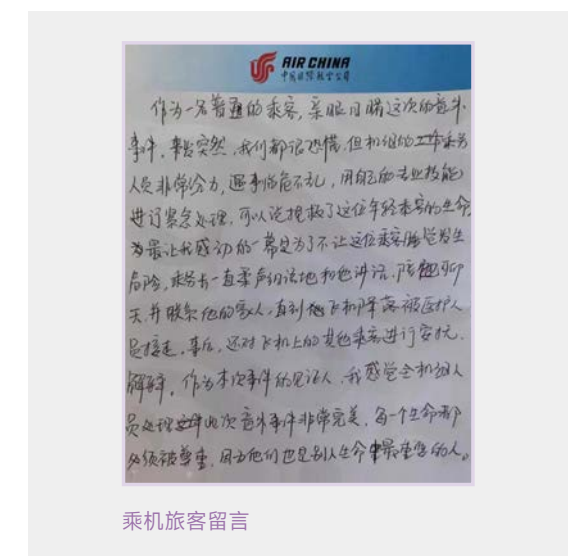 AIR CHINA
中国国际航空公司
作为一名普通的乘客,亲眼目睹这次的意外
事件,事发突然,我们都很恐慌,但机组的工作乘务
人员非常给力,遇事临危不乱,用自己的专业技能
进行紧急处理,可以说挽救了这位年轻乘客的生命
为最让我感动的一幕是为了不让这位乘客睡觉发生
危险,乘务长一直柔声细语地和他讲话,陪他聊
天,并联系他的家人,直到他飞机降落被医护人
员接走,事后,还对飞机上的其他乘客进行安抚,
解释,作为本次事件的见证人,我感觉全机组人
员处理这件此次意外事件非常完美,每一个生命都
必须被尊重,因为他们也是别人生命中最重要的人。
乘机旅客留言